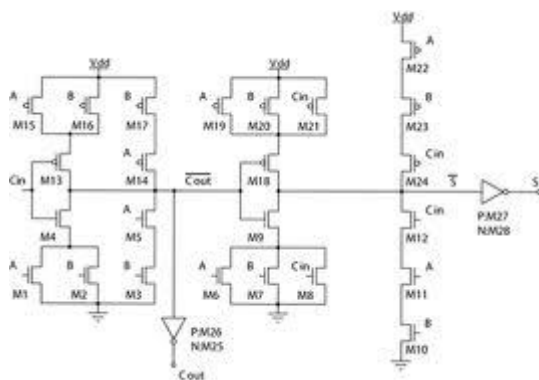 Vdd
A
M22
Vdd
Vdd
A
B
B
A
B
Cin
B
M15
M16
M17
M19
M20
M21
M23
Cin
M13
A
M14
Cout
M18
Cin
M24
S
S
M4
A
M5
M9
Cin
M12
P:M27
N:M28
A
B
B
A
B
Cin
A
M1
M2
M3
M6
M7
M8
M11
P:M26
N:M25
B
M10
Cout